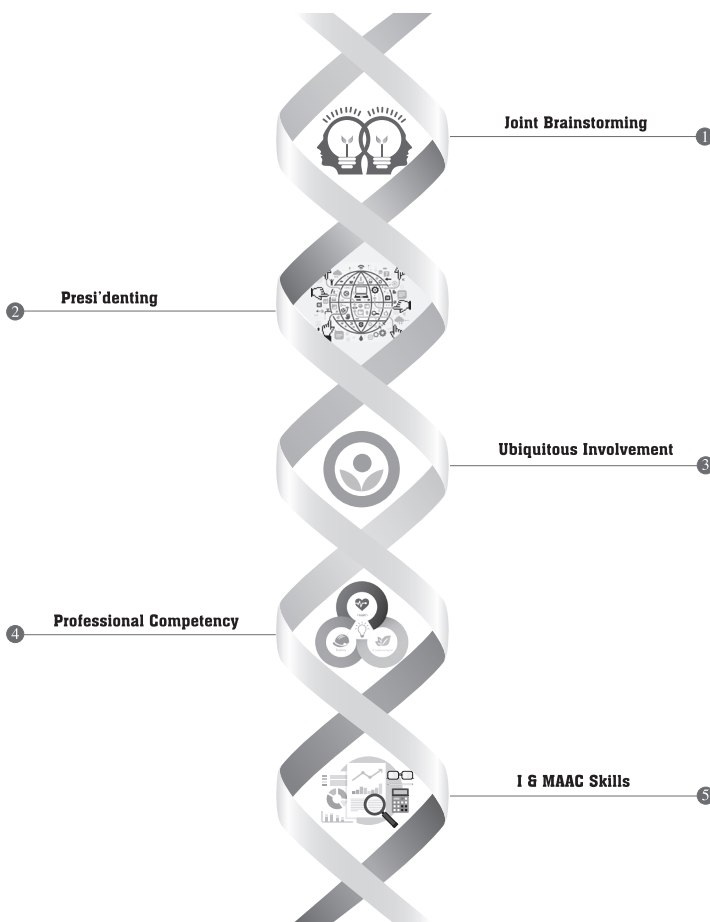 Joint Brainstorming
1
Presi'denting
2
Ubiquitous Involvement
3
Professional Competency
4
I & MAAC Skills
5